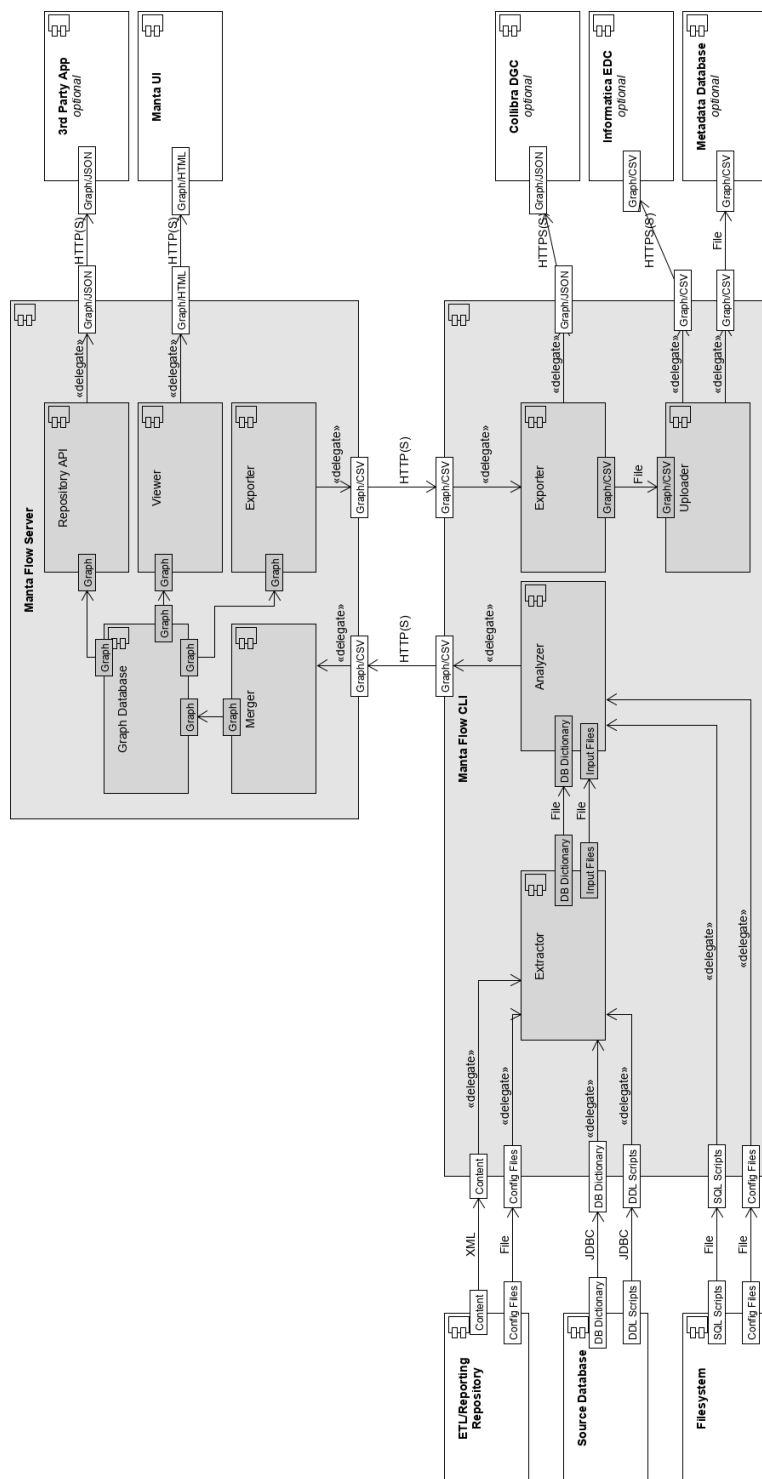 3rd Party App
optional
Graph/JSON
HTTP(S)
Graph/JSON
«delegate»
Repository API
Graph
Manta UI
Graph/HTML
HTTP(S)
Graph/HTML
«delegate»
Viewer
Graph
Manta Flow Server
Exporter
Graph
«delegate»
Graph/CSV
HTTP(S)
Graph/CSV
«delegate»
Graph Database
Graph
Graph
Graph
Graph
Graph
Merger
«delegate»
Graph/CSV
HTTP(S)
Graph/CSV
«delegate»
Collibra DGC
optional
Graph/JSON
HTTPS(S)
Graph/JSON
«delegate»
Informatica EDC
optional
Graph/CSV
HTTPS(S)
Graph/CSV
«delegate»
Metadata Database
optional
Graph/CSV
File
Graph/CSV
«delegate»
Manta Flow CLI
Exporter
Graph/CSV
File
Graph/CSV
Uploader
Analyzer
DB Dictionary
Input Files
File
File
DB Dictionary
Input Files
Extractor
«delegate»
«delegate»
«delegate»
«delegate»
«delegate»
«delegate»
Content
Config Files
DB Dictionary
DDL Scripts
SQL Scripts
Config Files
XML
File
JDBC
JDBC
File
File
Content
Config Files
DB Dictionary
DDL Scripts
SQL Scripts
Config Files
ETL/Reporting
Repository
Source Database
Filesystem